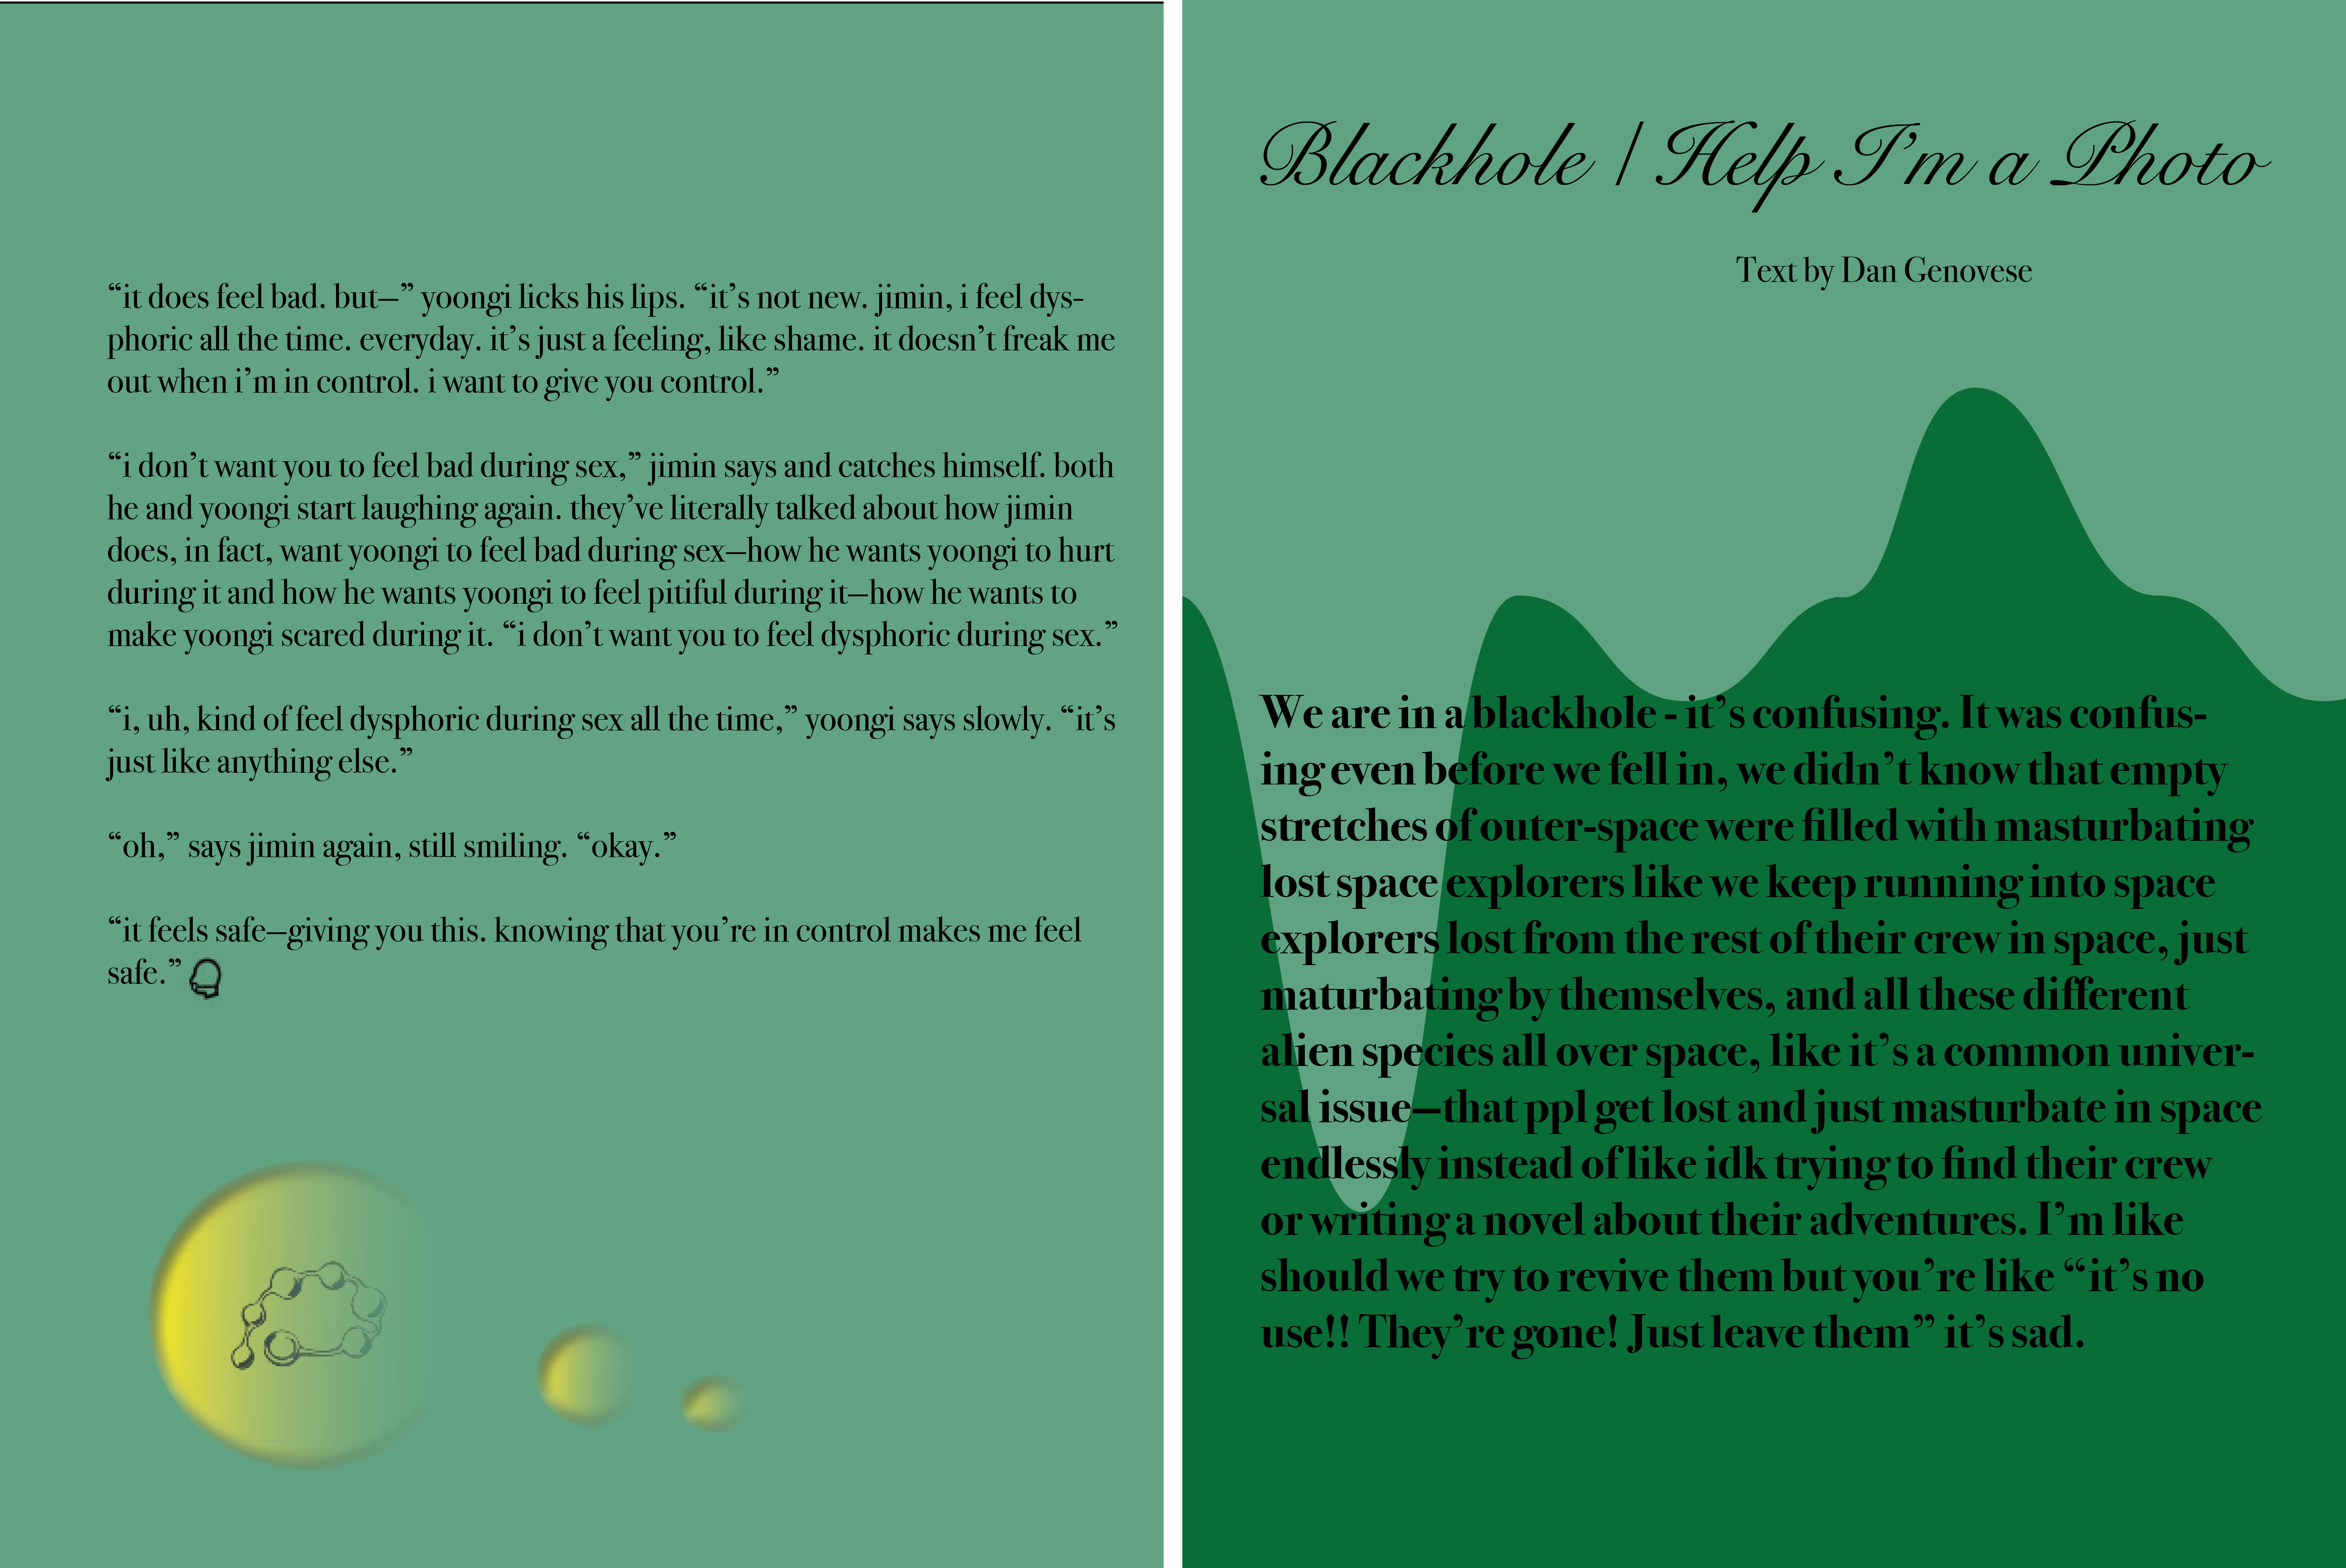 “it does feel bad. but—” yoongi licks his lips. “it’s not new. jimin, i feel dys-
phoric all the time. everyday. it’s just a feeling, like shame. it doesn’t freak me
out when i’m in control. i want to give you control.”
“i don’t want you to feel bad during sex,” jimin says and catches himself. both
he and yoongi start laughing again. they’ve literally talked about how jimin
does, in fact, want yoongi to feel bad during sex—how he wants yoongi to hurt
during it and how he wants yoongi to feel pitiful during it—how he wants to
make yoongi scared during it. “i don’t want you to feel dysphoric during sex.”
“i, uh, kind of feel dysphoric during sex all the time,” yoongi says slowly. “it’s
just like anything else.”
“oh,” says jimin again, still smiling. “okay.”
“it feels safe—giving you this. knowing that you’re in control makes me feel
safe.”
Blackhole / Help I’m a Photo
Text by Dan Genovese
We are in a blackhole - it’s confusing. It was confus-
ing even before we fell in, we didn’t know that empty
stretches of outer-space were filled with masturbating
lost space explorers like we keep running into space
explorers lost from the rest of their crew in space, just
maturbating by themselves, and all these different
alien species all over space, like it’s a common univer-
sal issue—that ppl get lost and just masturbate in space
endlessly instead of like idk trying to find their crew
or writing a novel about their adventures. I’m like
should we try to revive them but you’re like “it’s no
use!! They’re gone! Just leave them” it’s sad.